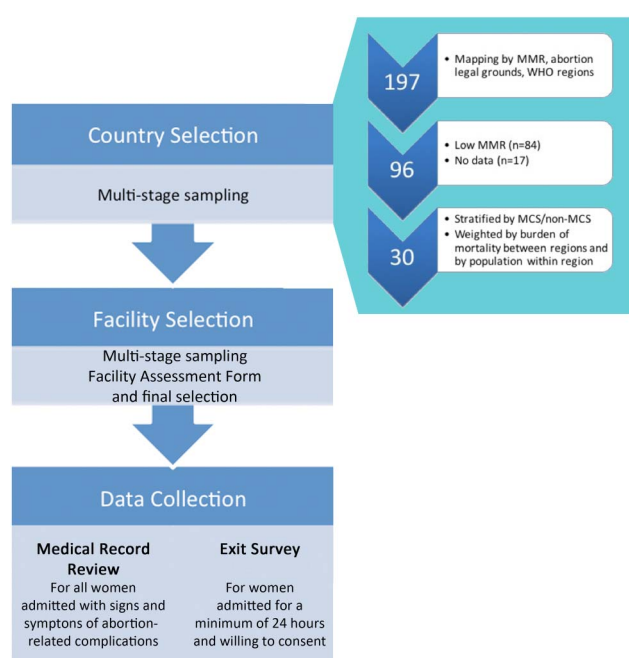 Country Selection
Multi-stage sampling
197
• Mapping by MMR, abortion
legal grounds, WHO regions
96
• Low MMR (n=84)
• No data (n=17)
30
• Stratified by MCS/non-MCS
• Weighted by burden of
mortality between regions and
by population within region
Facility Selection
Multi-stage sampling
Facility Assessment Form
and final selection
Data Collection
Medical Record
Review
For all women
admitted with signs and
symptoms of abortion-
related complications
Exit Survey
For women
admitted for a
minimum of 24 hours
and willing to consent